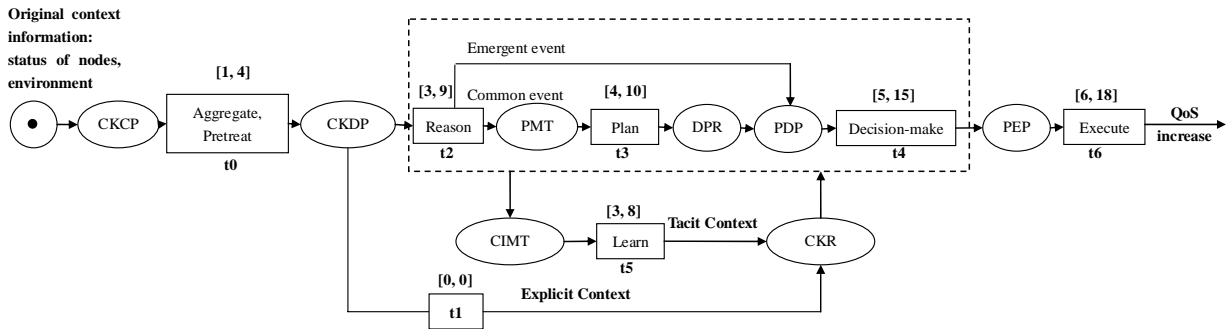 Original context
information:
status of nodes,
environment
CKCP
[1, 4]
Aggregate,
Pretreat
t0
CKDP
Emergent event
[3, 9]
Common event
Reason
t2
PMT
[4, 10]
Plan
t3
DPR
PDP
[5, 15]
Decision-make
t4
PEP
[6, 18]
Execute
t6
QoS
increase
CIMT
[3, 8]
Learn
t5
Tacit Context
CKR
[0, 0]
t1
Explicit Context